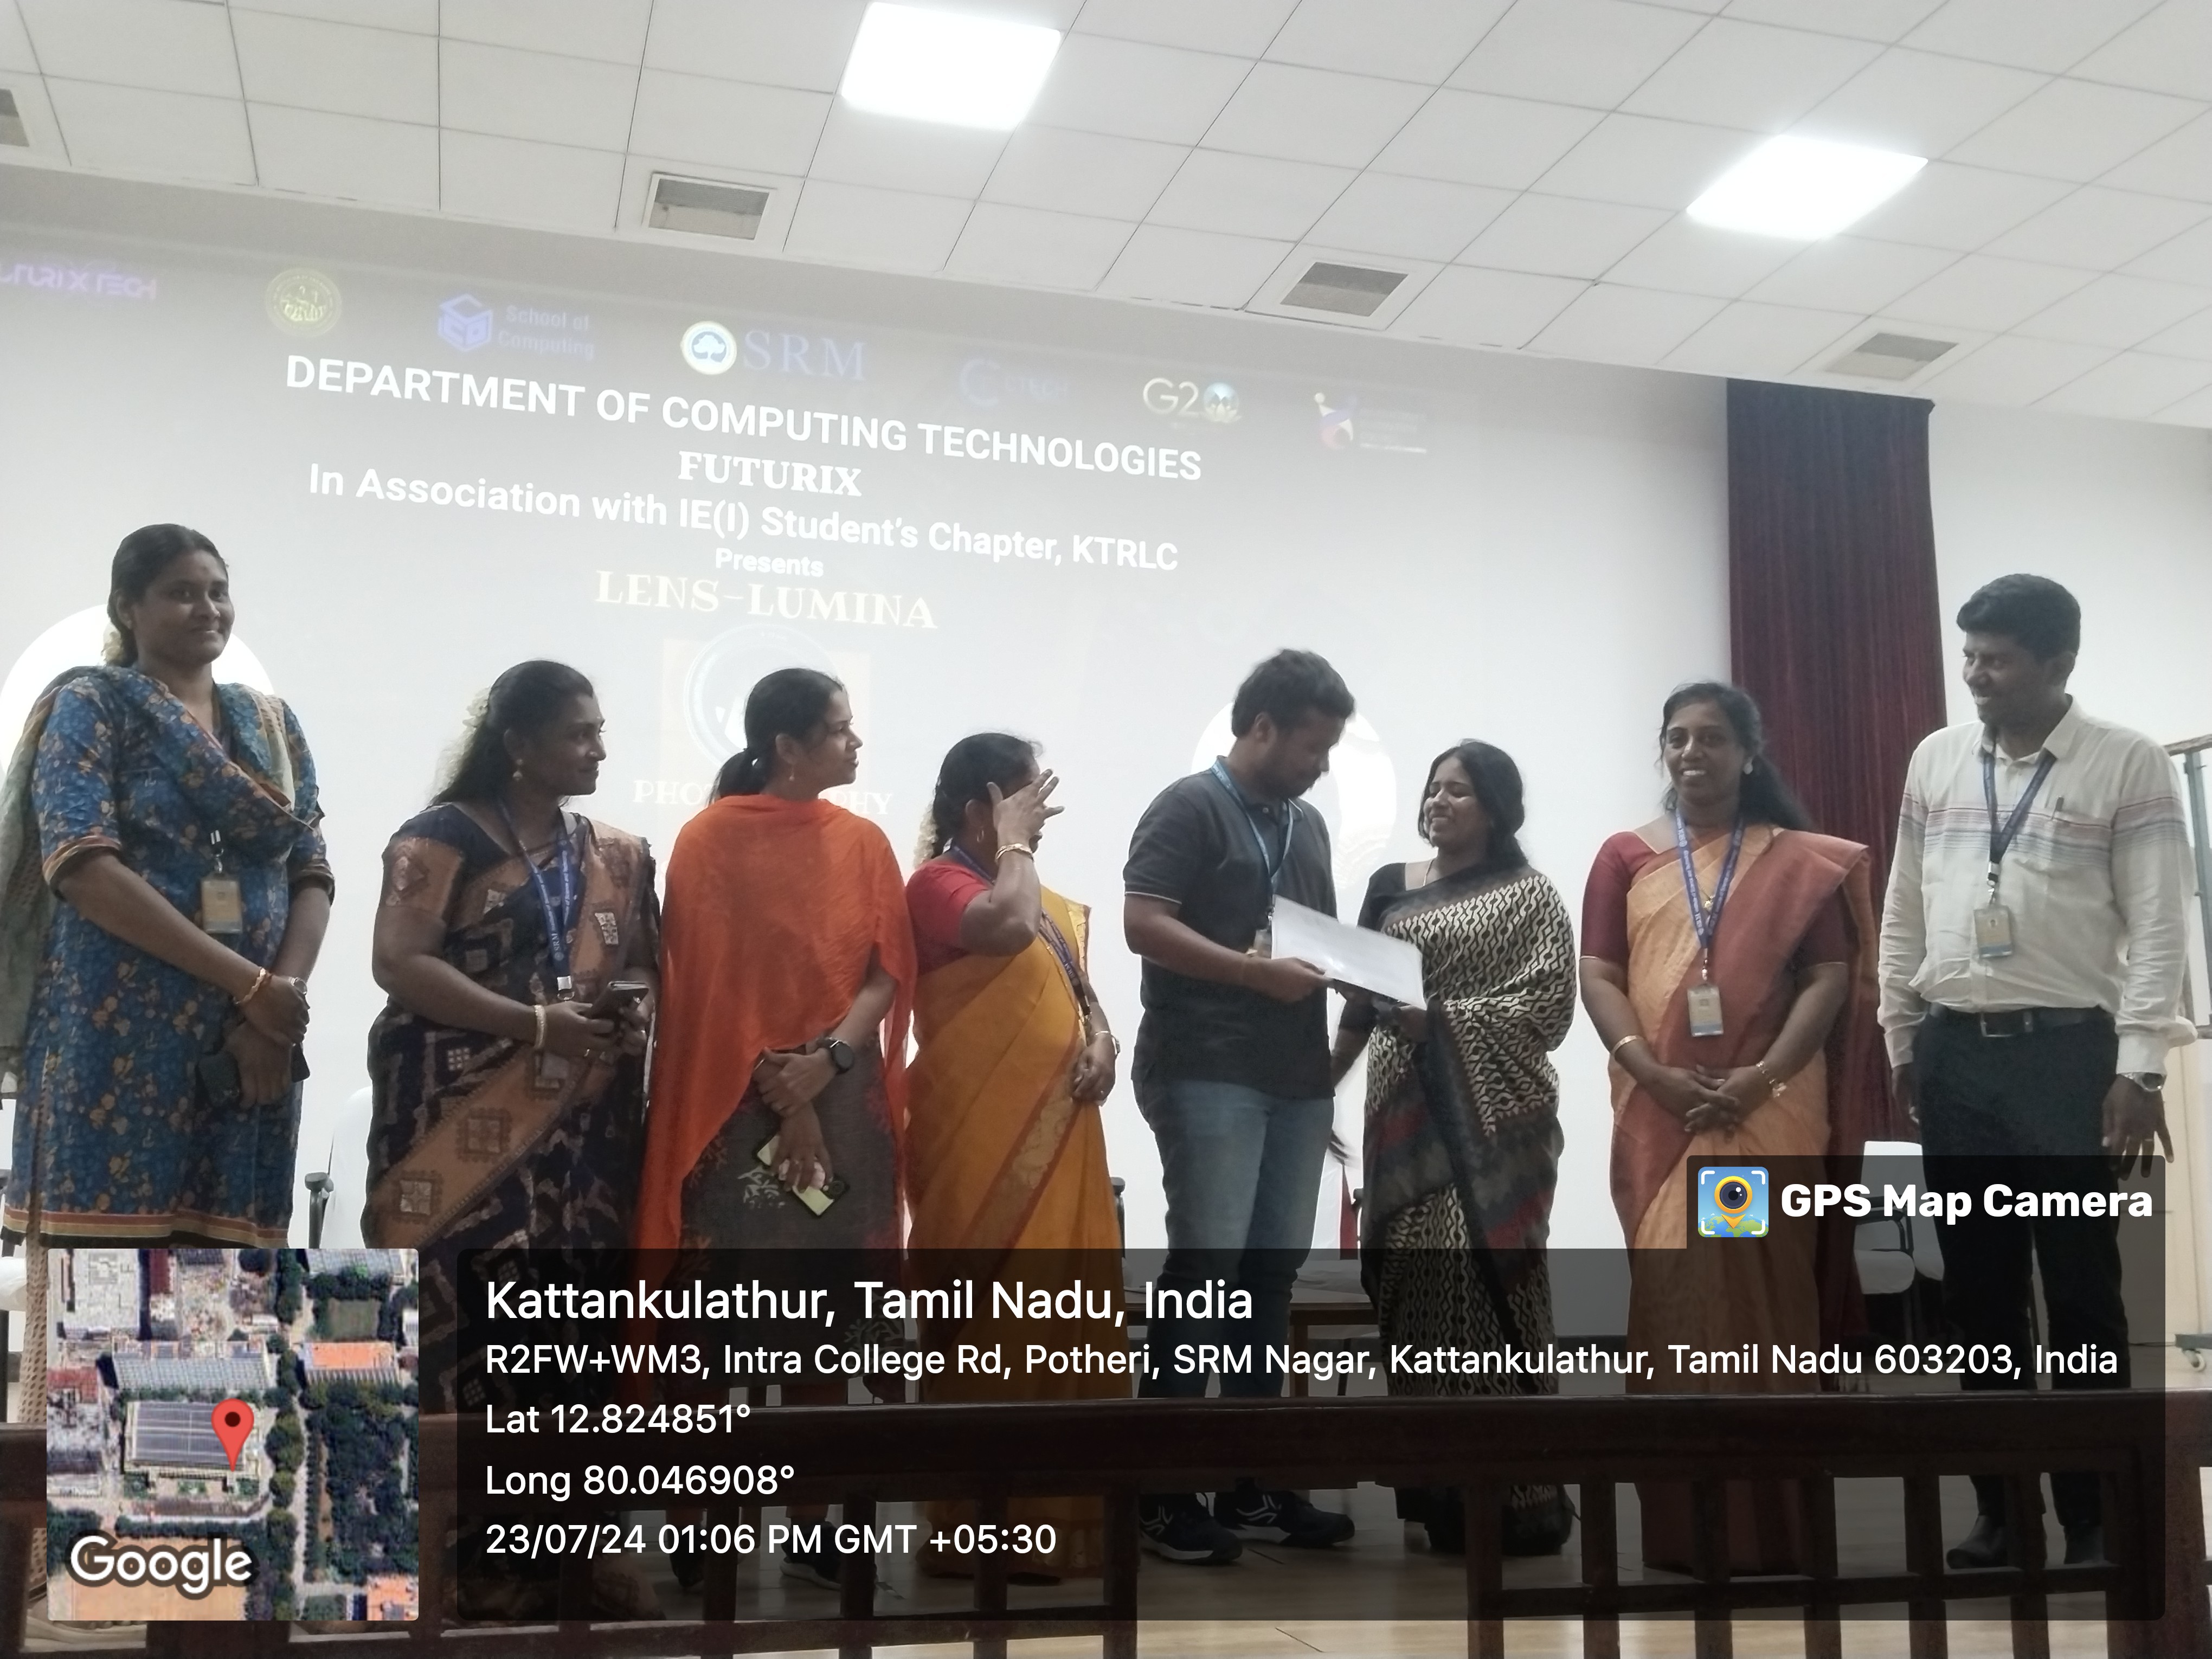 FUTURIX TECH
School of
Computing
SRM
G20
DEPARTMENT OF COMPUTING TECHNOLOGIES
FUTURIX
In Association with IE(I) Student's Chapter, KTRLC
Presents
LENS-LUMINA
GPS Map Camera
Kattankulathur, Tamil Nadu, India
R2FW+WM3, Intra College Rd, Potheri, SRM Nagar, Kattankulathur, Tamil Nadu 603203, India
Lat 12.824851°
Long 80.046908°
23/07/24 01:06 PM GMT +05:30
Google